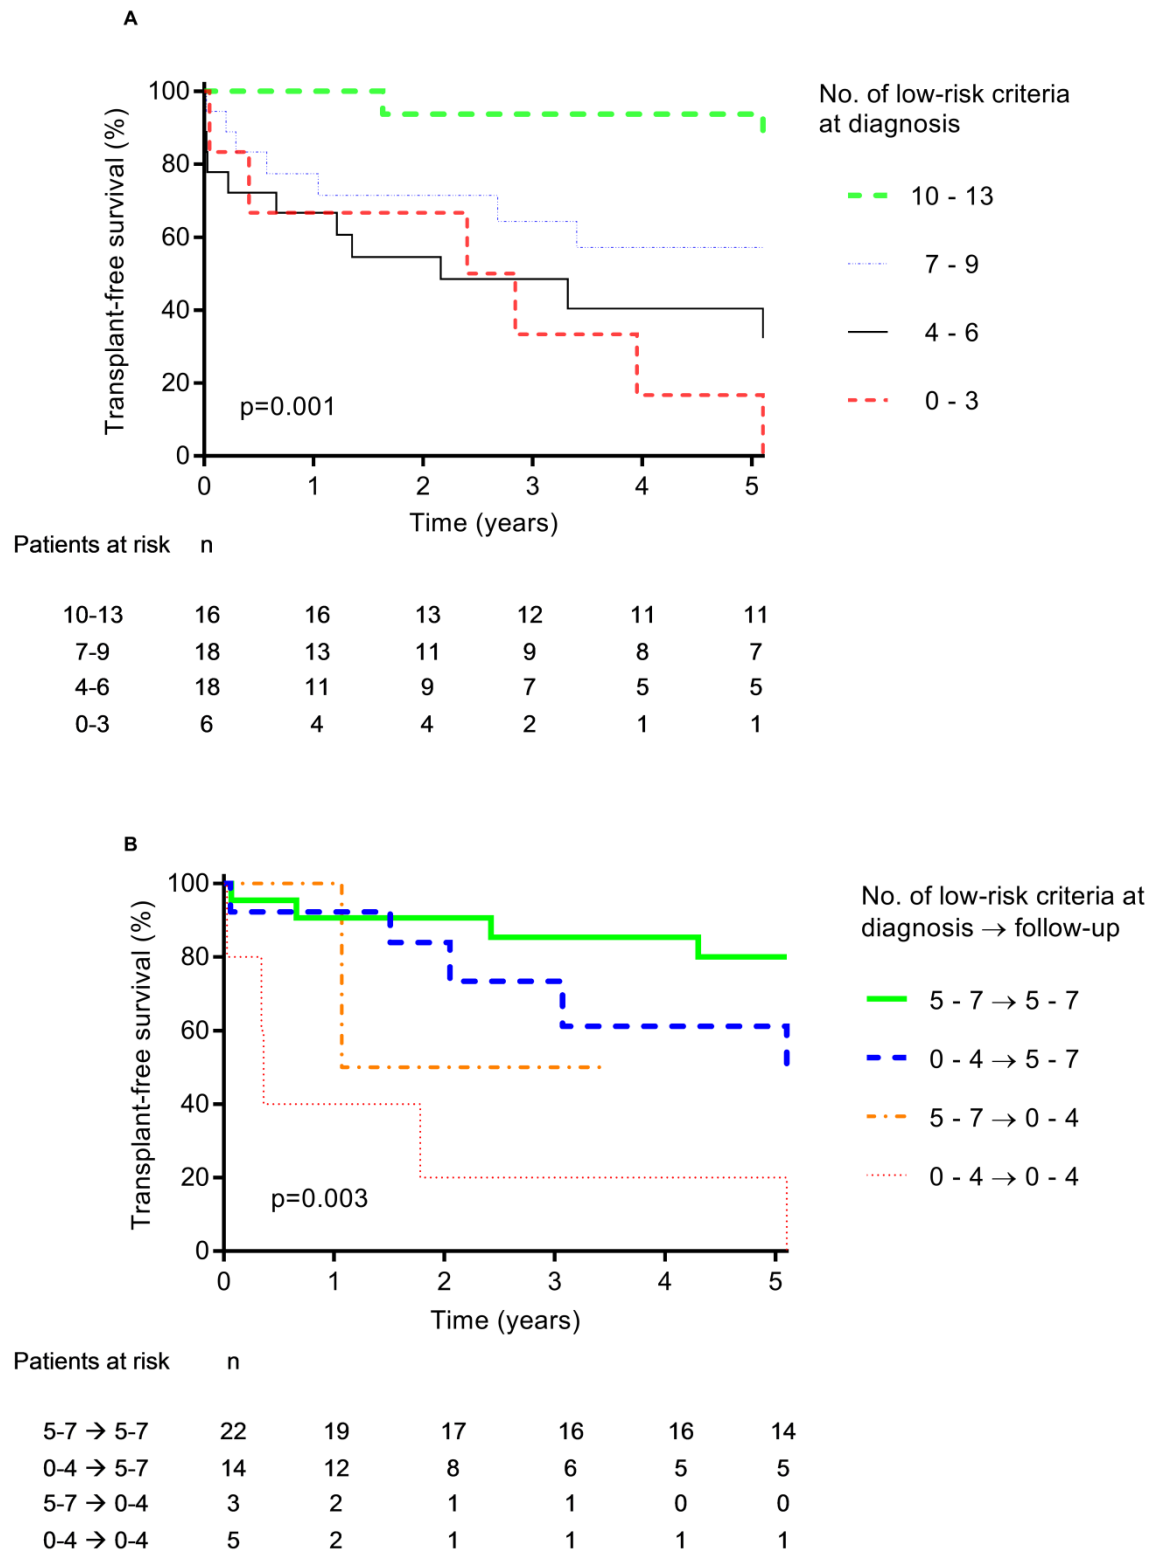 A
No. of low-risk criteria
at diagnosis
10 - 13
7 - 9
4 - 6
0 - 3
Transplant-free survival (%)
100
80
60
40
20
0
p=0.001
0 1 2 3 4 5
Time (years)
Patients at risk n
10-13 16 16 13 12 11 11
7-9 18 13 11 9 8 7
4-6 18 11 9 7 5 5
0-3 6 4 4 2 1 1
B
No. of low-risk criteria at
diagnosis → follow-up
5 - 7 → 5 - 7
0 - 4 → 5 - 7
5 - 7 → 0 - 4
0 - 4 → 0 - 4
Transplant-free survival (%)
100
80
60
40
20
0
p=0.003
0 1 2 3 4 5
Time (years)
Patients at risk n
5-7 → 5-7 22 19 17 16 16 14
0-4 → 5-7 14 12 8 6 5 5
5-7 → 0-4 3 2 1 1 0 0
0-4 → 0-4 5 2 1 1 1 1